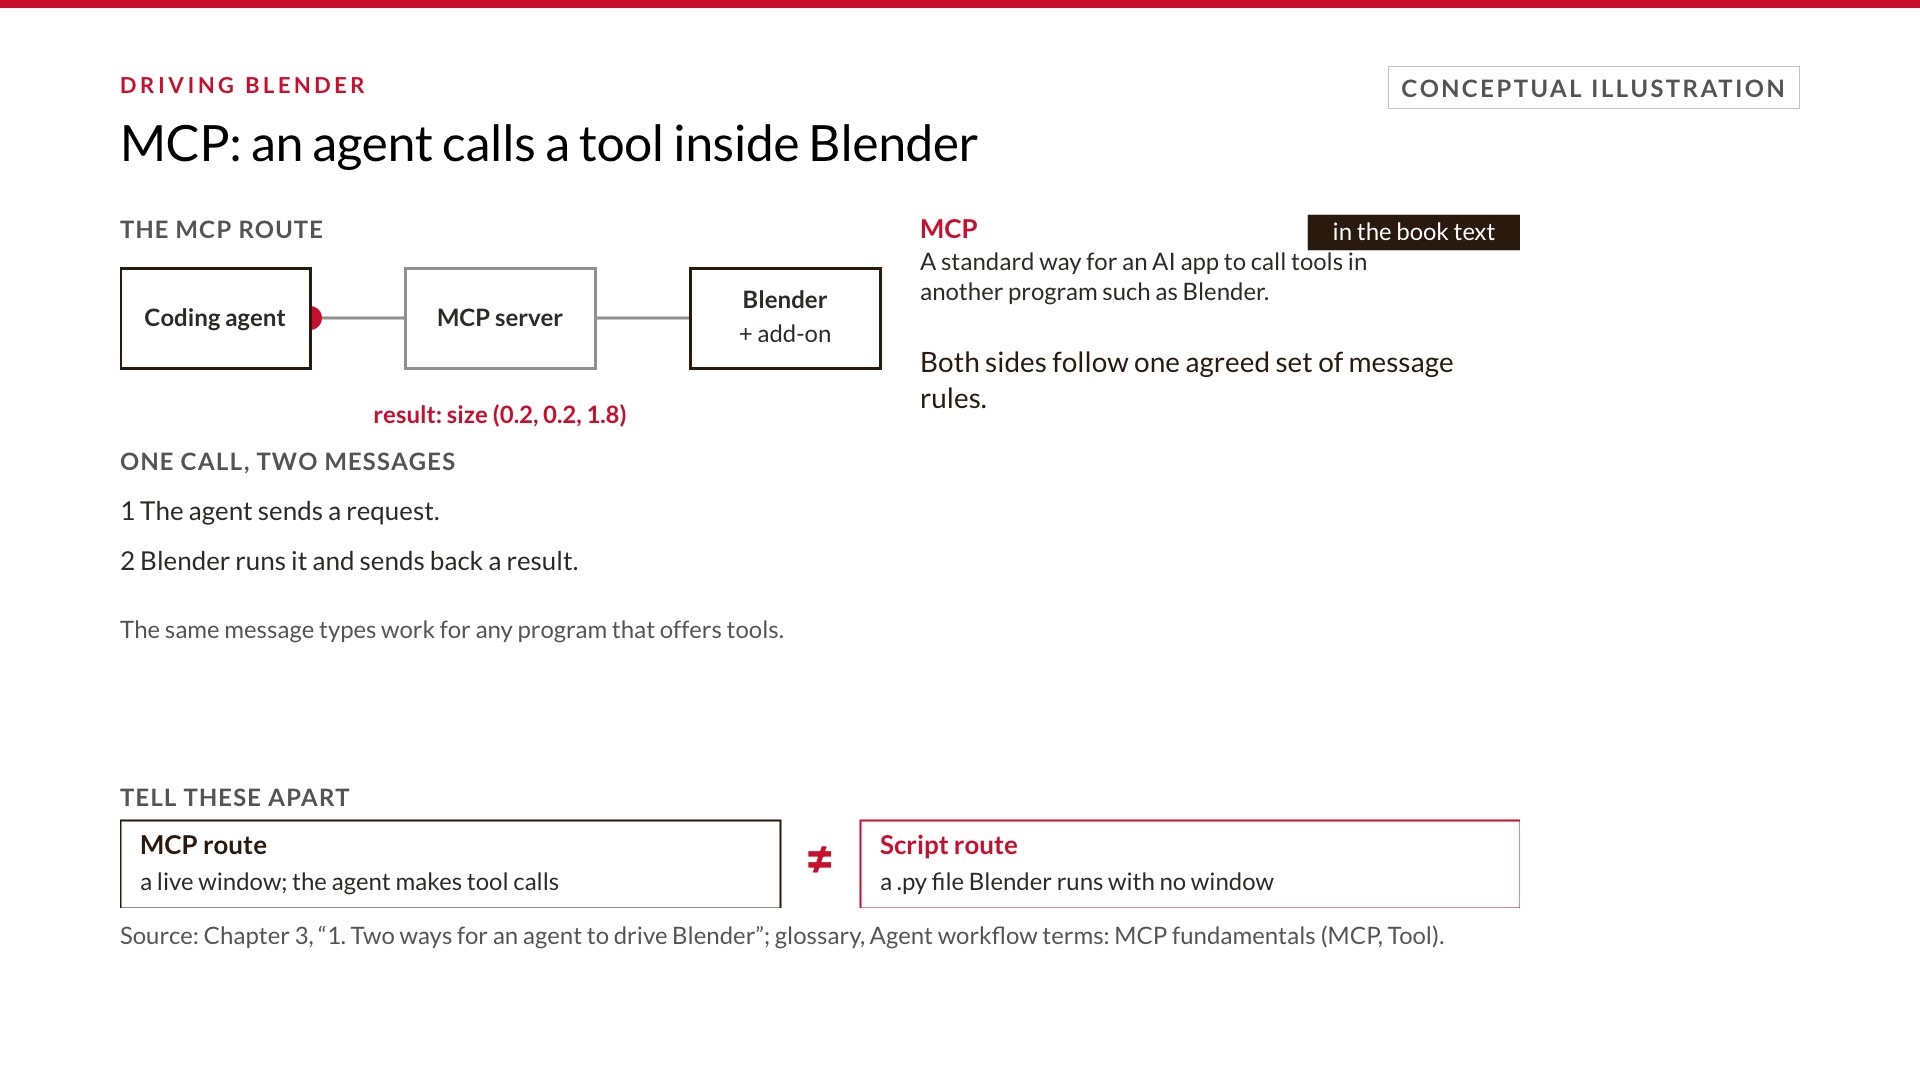 DRIVING BLENDER
CONCEPTUAL ILLUSTRATION
MCP: an agent calls a tool inside Blender
THE MCP ROUTE
Coding agent
MCP server
Blender
+ add-on
result: size (0.2, 0.2, 1.8)
MCP
in the book text
A standard way for an AI app to call tools in
another program such as Blender.
Both sides follow one agreed set of message
rules.
ONE CALL, TWO MESSAGES
1 The agent sends a request.
2 Blender runs it and sends back a result.
The same message types work for any program that offers tools.
TELL THESE APART
MCP route
a live window; the agent makes tool calls
≠
Script route
a .py file Blender runs with no window
Source: Chapter 3, “1. Two ways for an agent to drive Blender”; glossary, Agent workflow terms: MCP fundamentals (MCP, Tool).